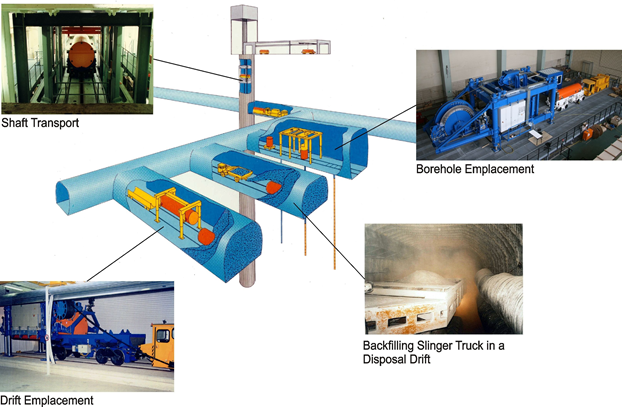 Shaft Transport
Borehole Emplacement
Backfilling Slinger Truck in a
Disposal Drift
Drift Emplacement